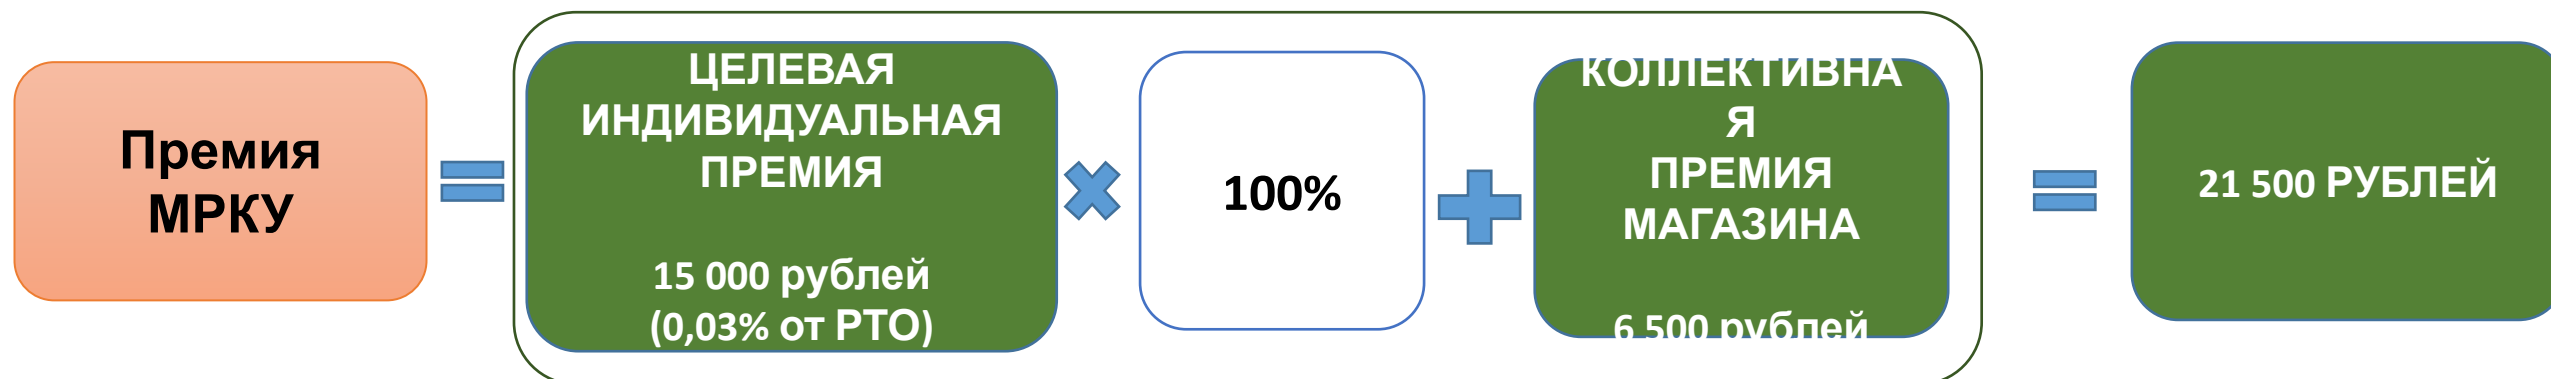 Премия
МРКУ
ЦЕЛЕВАЯ
ИНДИВИДУАЛЬНАЯ
ПРЕМИЯ
15 000 рублей
(0,03% от РТО)
100%
КОЛЛЕКТИВНА
Я
ПРЕМИЯ
МАГАЗИНА
6 500 рублей
21 500 РУБЛЕЙ